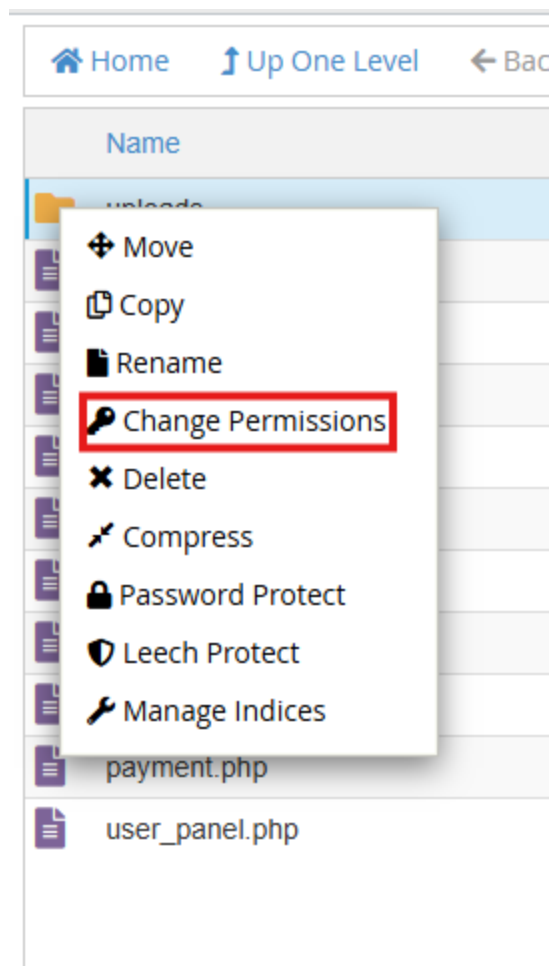 Home Up One Level
Name
Move
Copy
Rename
Change Permissions
Delete
Compress
Password Protect
Leech Protect
Manage Indices
payment.php
user_panel.php